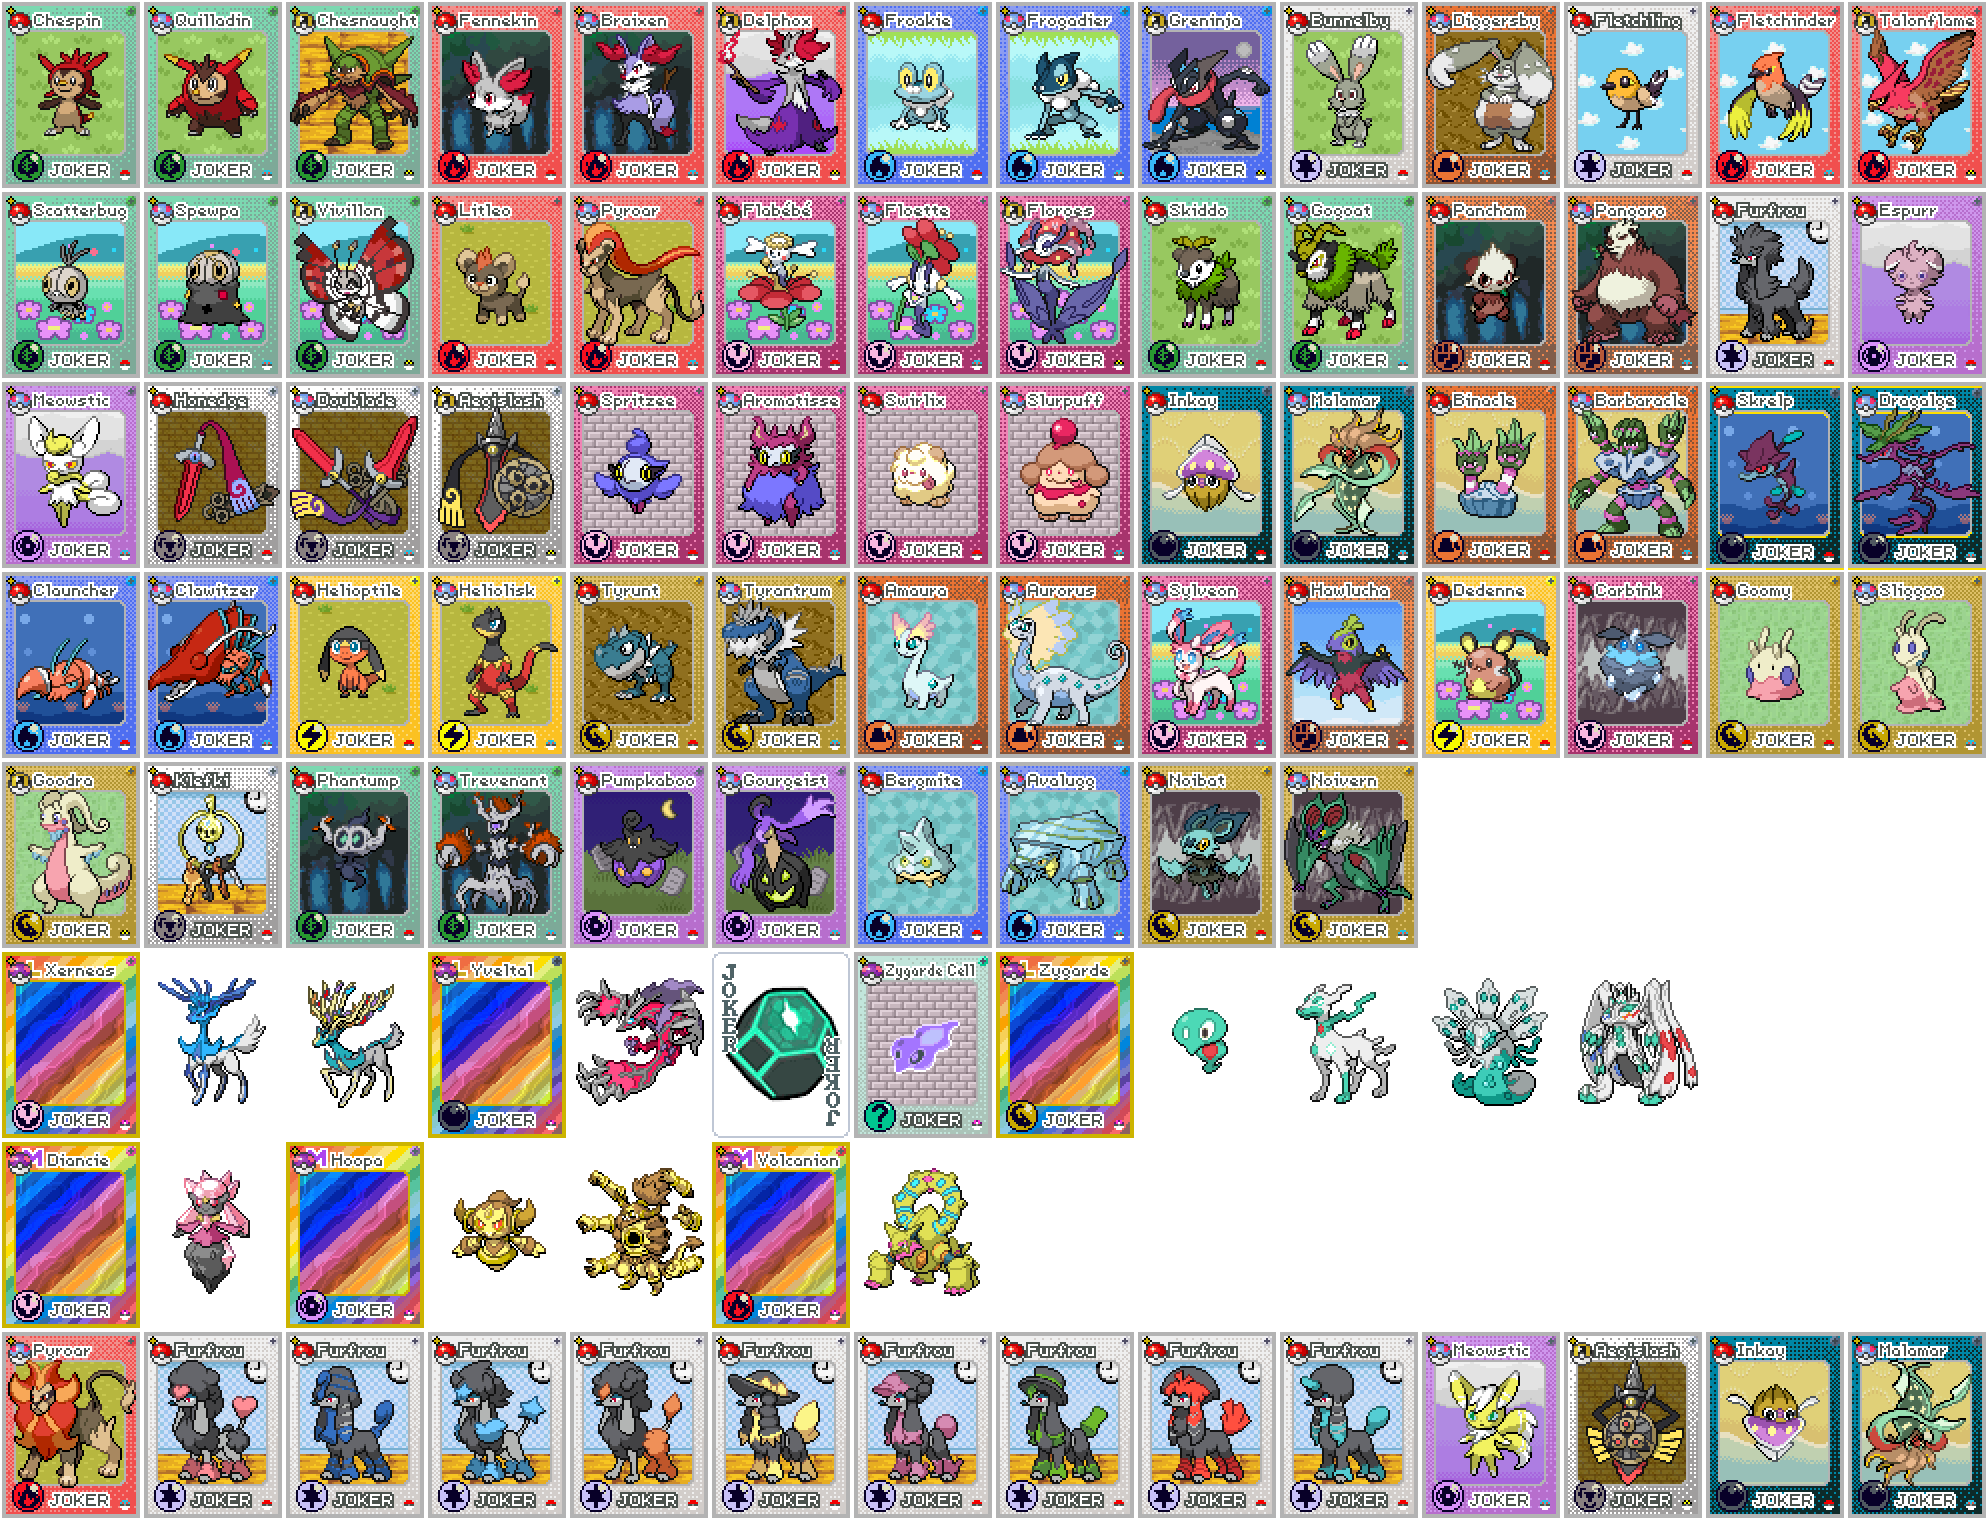 Chespin Quilladin Chesnaught Fennekin Braixen Delphox Froakie Frogadier Greninja Bunnelby Diggersby Fletchling Fletchinder Talonflame
JOKER JOKER JOKER JOKER JOKER JOKER JOKER JOKER JOKER JOKER JOKER JOKER JOKER JOKER
Scatterbug Spewpa Vivillon Litleo Pyroar Flabébé Floette Florges Skiddo Gogoat Pancham Pangoro Furfrou Espurr
JOKER JOKER JOKER JOKER JOKER JOKER JOKER JOKER JOKER JOKER JOKER JOKER JOKER JOKER
Meowstic Honedge Doublade Aegislash Spritzee Aromatisse Swirlix Slurpuff Inkay Malamar Binacle Barbaracle Skrelp Dragalge
JOKER JOKER JOKER JOKER JOKER JOKER JOKER JOKER JOKER JOKER JOKER JOKER JOKER JOKER
Clauncher Clawitzer Helioptile Heliolisk Tyrunt Tyrantrum Amaura Aurorus Sylveon Hawlucha Dedenne Carbink Goomy Sliggoo
JOKER JOKER JOKER JOKER JOKER JOKER JOKER JOKER JOKER JOKER JOKER JOKER JOKER JOKER
Goodra Klefki Phantump Trevenant Pumpkaboo Gourgeist Bergmite Avalugg Noibat Noivern
JOKER JOKER JOKER JOKER JOKER JOKER JOKER JOKER JOKER JOKER
L Xerneas L Yveltal JOKER JOKER Zygarde Cell L Zygarde
JOKER JOKER ? JOKER JOKER
M Diancie M Hoopa M Volcanion
JOKER JOKER JOKER
Pyroar Furfrou Furfrou Furfrou Furfrou Furfrou Furfrou Furfrou Furfrou Furfrou Meowstic Aegislash Inkay Malamar
JOKER JOKER JOKER JOKER JOKER JOKER JOKER JOKER JOKER JOKER JOKER JOKER JOKER JOKER